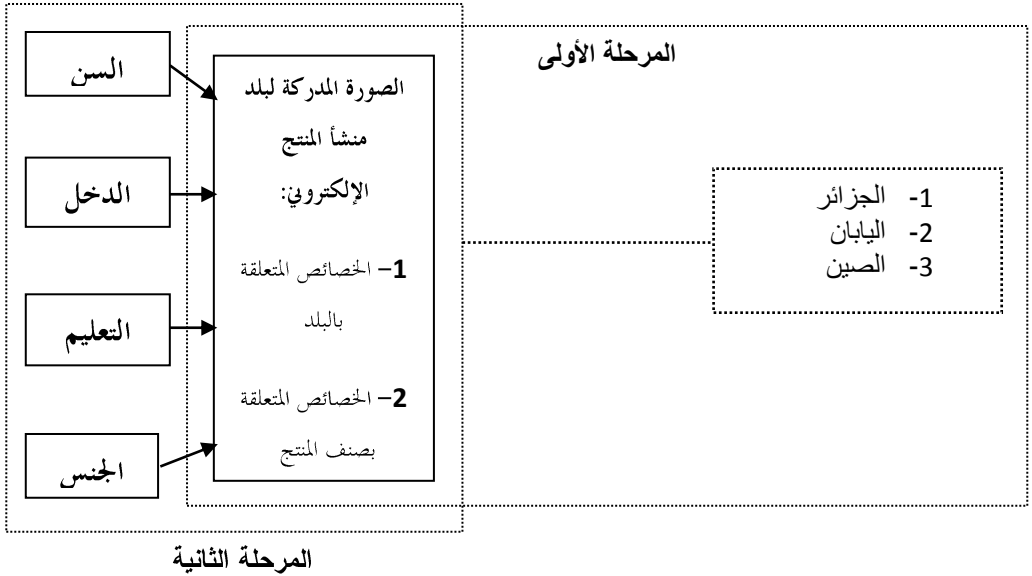 المرحلة الأولى
السن
الدخل
التعليم
الجنس
الصورة المدركة لبلد
منشأ المنتج
الإلكتروني:
1– الخصائص المتعلقة
بالبلد
2– الخصائص المتعلقة
بصنف المنتج
1- الجزائر
2- اليابان
3- الصين
المرحلة الثانية